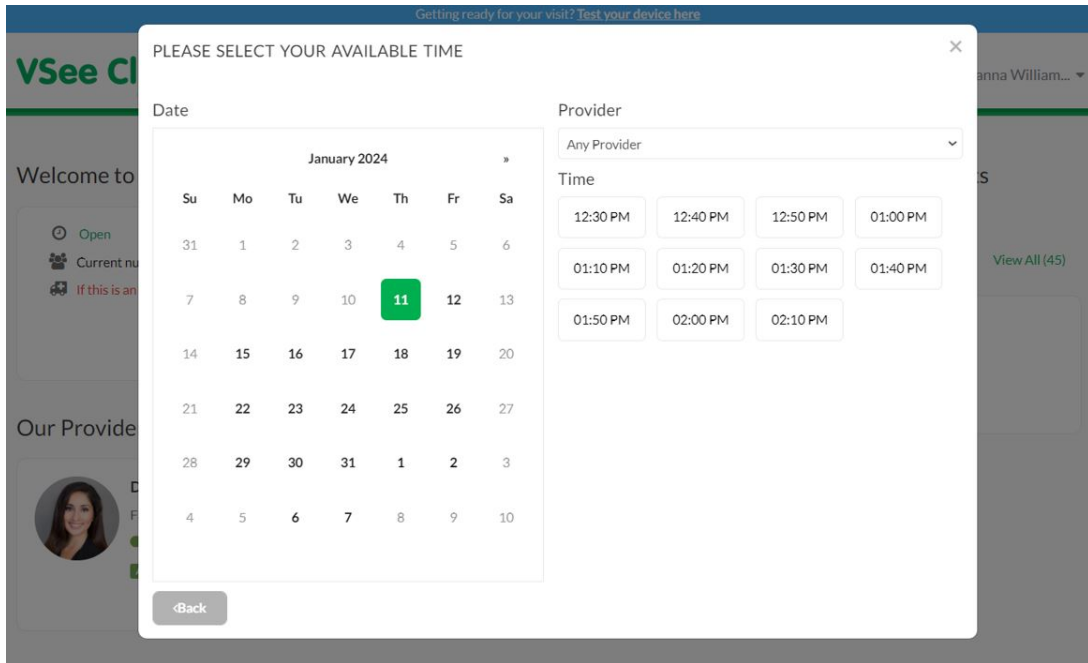 Getting ready for your visit? Test your device here
VSee Cl
anna William...
PLEASE SELECT YOUR AVAILABLE TIME
×
Date
January 2024 »
Su Mo Tu We Th Fr Sa
31 1 2 3 4 5 6
7 8 9 10 11 12 13
14 15 16 17 18 19 20
21 22 23 24 25 26 27
28 29 30 31 1 2 3
4 5 6 7 8 9 10
‹Back
Provider
Any Provider
Time
12:30 PM 12:40 PM 12:50 PM 01:00 PM
01:10 PM 01:20 PM 01:30 PM 01:40 PM
01:50 PM 02:00 PM 02:10 PM
Welcome to
Open
Current nu
If this is an
Our Provide
D
F
s
View All (45)